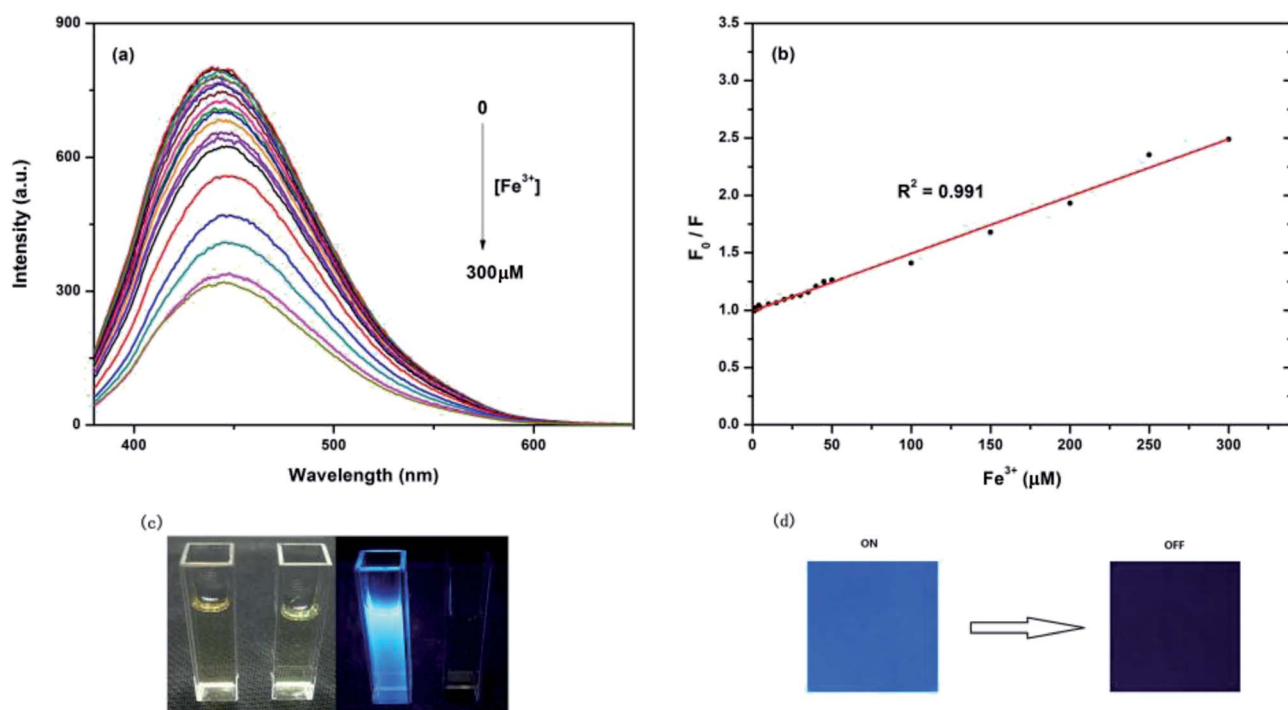 (a)
900
600
300
0
Intensity (a.u.)
0
[Fe³⁺]
300μM
400
500
600
Wavelength (nm)
(b)
3.5
3.0
2.5
2.0
1.5
1.0
0.5
0.0
F₀ / F
R² = 0.991
0
50
100
150
200
250
300
Fe³⁺ (μM)
(c)
(d)
ON
OFF